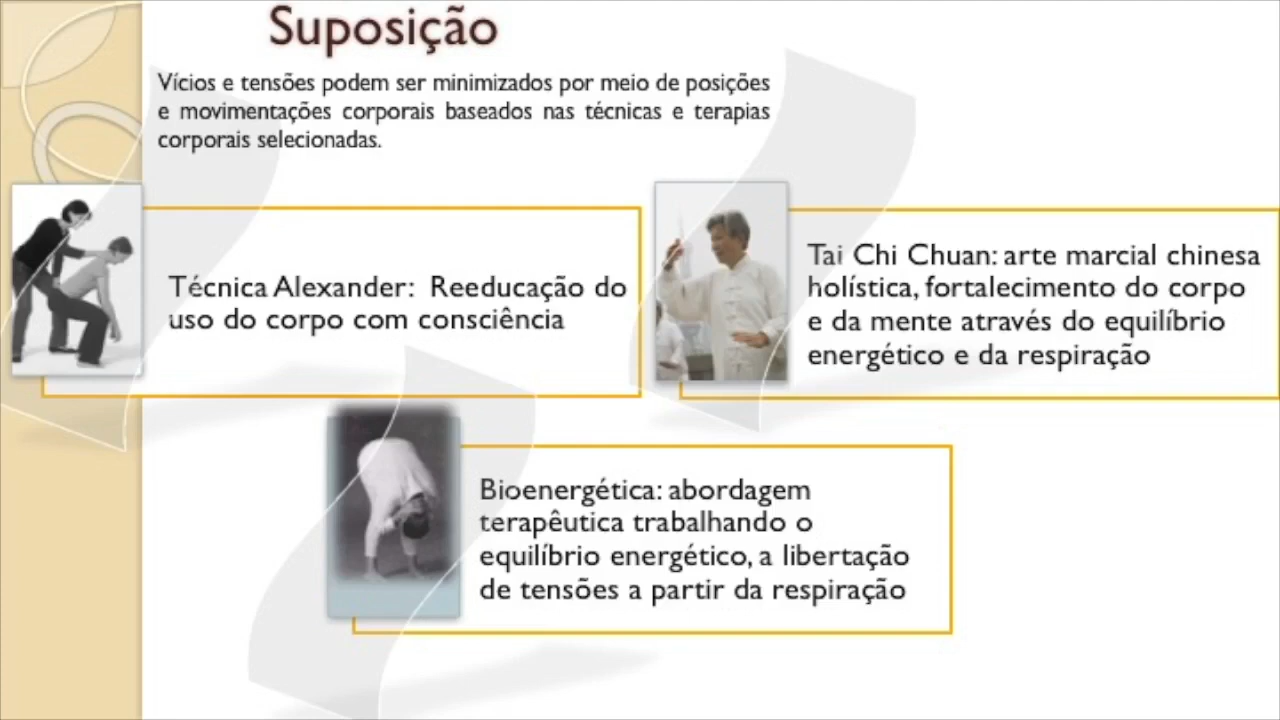 Suposição
Vícios e tensões podem ser minimizados por meio de posições
e movimentações corporais baseados nas técnicas e terapias
corporais selecionadas.
Técnica Alexander: Reeducação do
uso do corpo com consciência
Tai Chi Chuan: arte marcial chinesa
holística, fortalecimento do corpo
e da mente através do equilíbrio
energético e da respiração
Bioenergética: abordagem
terapêutica trabalhando o
equilíbrio energético, a libertação
de tensões a partir da respiração